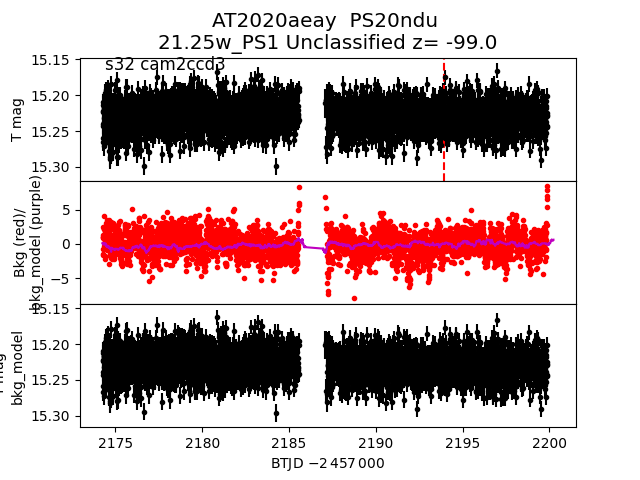 AT2020aeay  PS20ndu
21.25w_PS1 Unclassified z= -99.0
s32 cam2ccd3
15.15
15.20
15.25
15.30
T mag
5
0
−5
Bkg (red)/
bkg_model (purple)
15.15
15.20
15.25
15.30
bkg_model
2175
2180
2185
2190
2195
2200
BTJD −2 457 000